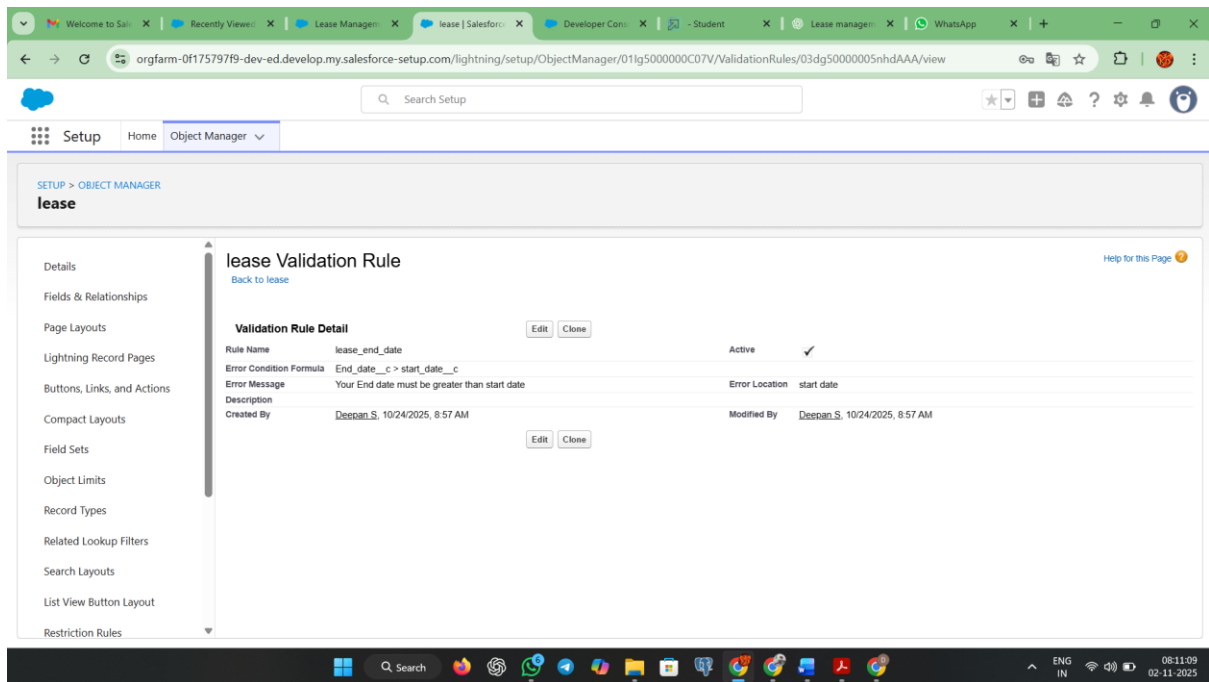 Welcome to Sale
Recently Viewed
Lease Managem
lease | Salesforce
Developer Cons
- Student
Lease managem
WhatsApp
orgfarm-0f175797f9-dev-ed.develop.my.salesforce-setup.com/lightning/setup/ObjectManager/01Ig5000000C07V/ValidationRules/03dg50000005nhdAAA/view
Search Setup
Setup Home Object Manager
SETUP > OBJECT MANAGER
lease
Details
Fields & Relationships
Page Layouts
Lightning Record Pages
Buttons, Links, and Actions
Compact Layouts
Field Sets
Object Limits
Record Types
Related Lookup Filters
Search Layouts
List View Button Layout
Restriction Rules
lease Validation Rule
Help for this Page
Back to lease
Validation Rule Detail Edit Clone
Rule Name lease_end_date Active
Error Condition Formula End_date__c > start_date__c
Error Message Your End date must be greater than start date Error Location start date
Description
Created By Deepan S, 10/24/2025, 8:57 AM Modified By Deepan S, 10/24/2025, 8:57 AM
Edit Clone
Search
ENG
IN
08:11:09
02-11-2025